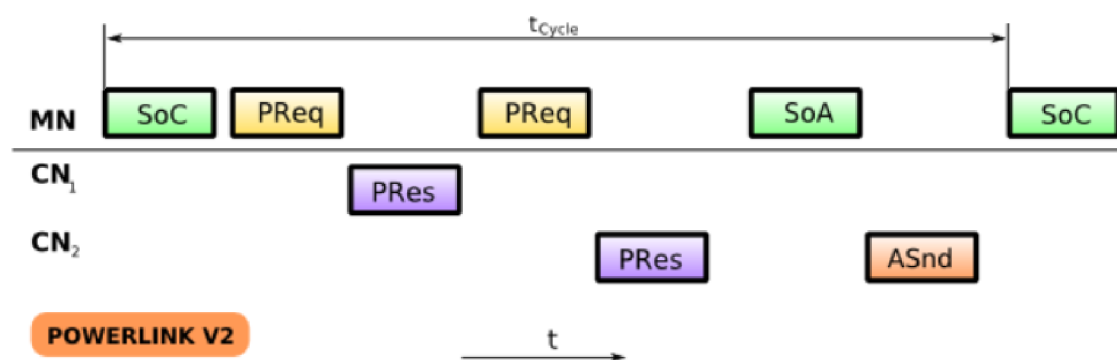 tCycle
MN SoC PReq PReq SoA SoC
CN1 PRes
CN2 PRes ASnd
POWERLINK V2 t